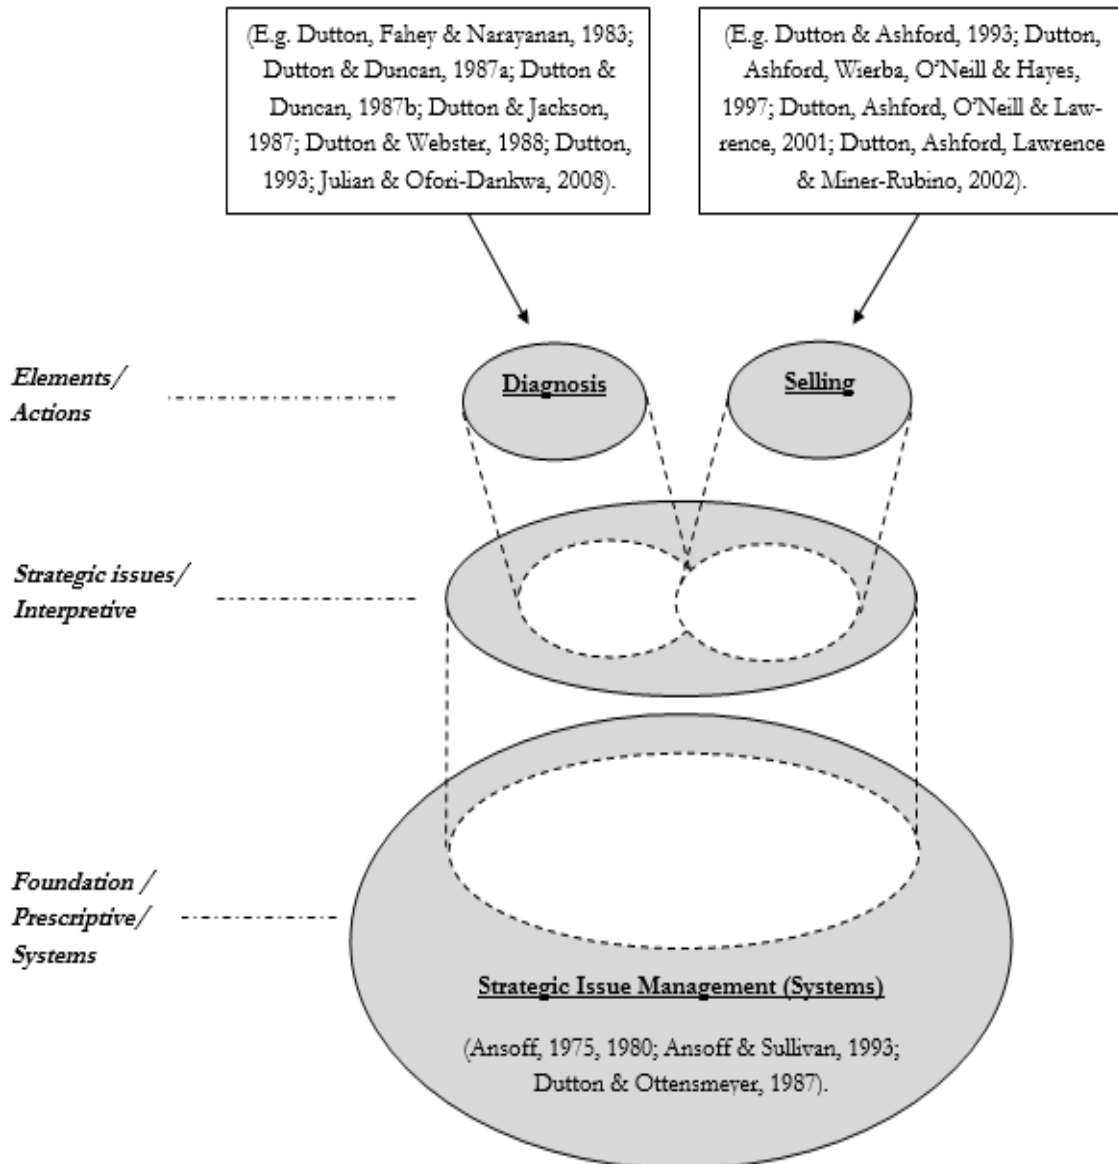 (E.g. Dutton, Fahey & Narayanan, 1983;
Dutton & Duncan, 1987a; Dutton &
Duncan, 1987b; Dutton & Jackson,
1987; Dutton & Webster, 1988; Dutton,
1993; Julian & Ofori-Dankwa, 2008).
(E.g. Dutton & Ashford, 1993; Dutton,
Ashford, Wierba, O'Neill & Hayes,
1997; Dutton, Ashford, O'Neill & Law-
rence, 2001; Dutton, Ashford, Lawrence
& Miner-Rubino, 2002).
Elements/
Actions
Diagnosis
Selling
Strategic issues/
Interpretive
Foundation /
Prescriptive/
Systems
Strategic Issue Management (Systems)
(Ansoff, 1975, 1980; Ansoff & Sullivan, 1993;
Dutton & Ottensmeyer, 1987).